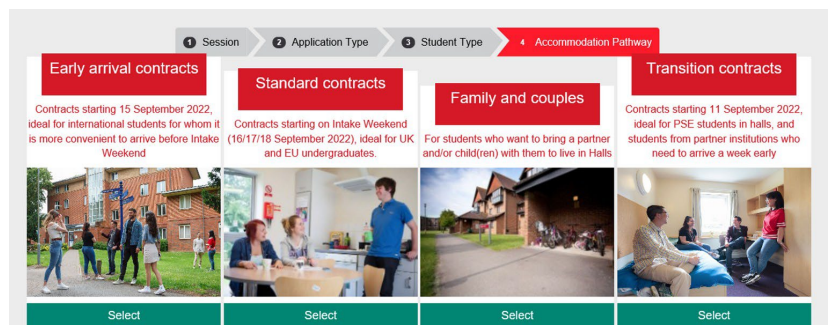 1 Session
2 Application Type
3 Student Type
4 Accommodation Pathway
Early arrival contracts
Contracts starting 15 September 2022,
ideal for international students for whom it
is more convenient to arrive before Intake
Weekend
Select
Standard contracts
Contracts starting on Intake Weekend
(16/17/18 September 2022), ideal for UK
and EU undergraduates.
Select
Family and couples
For students who want to bring a partner
and/or child(ren) with them to live in Halls
Select
Transition contracts
Contracts starting 11 September 2022,
ideal for PSE students in halls, and
students from partner institutions who
need to arrive a week early
Select